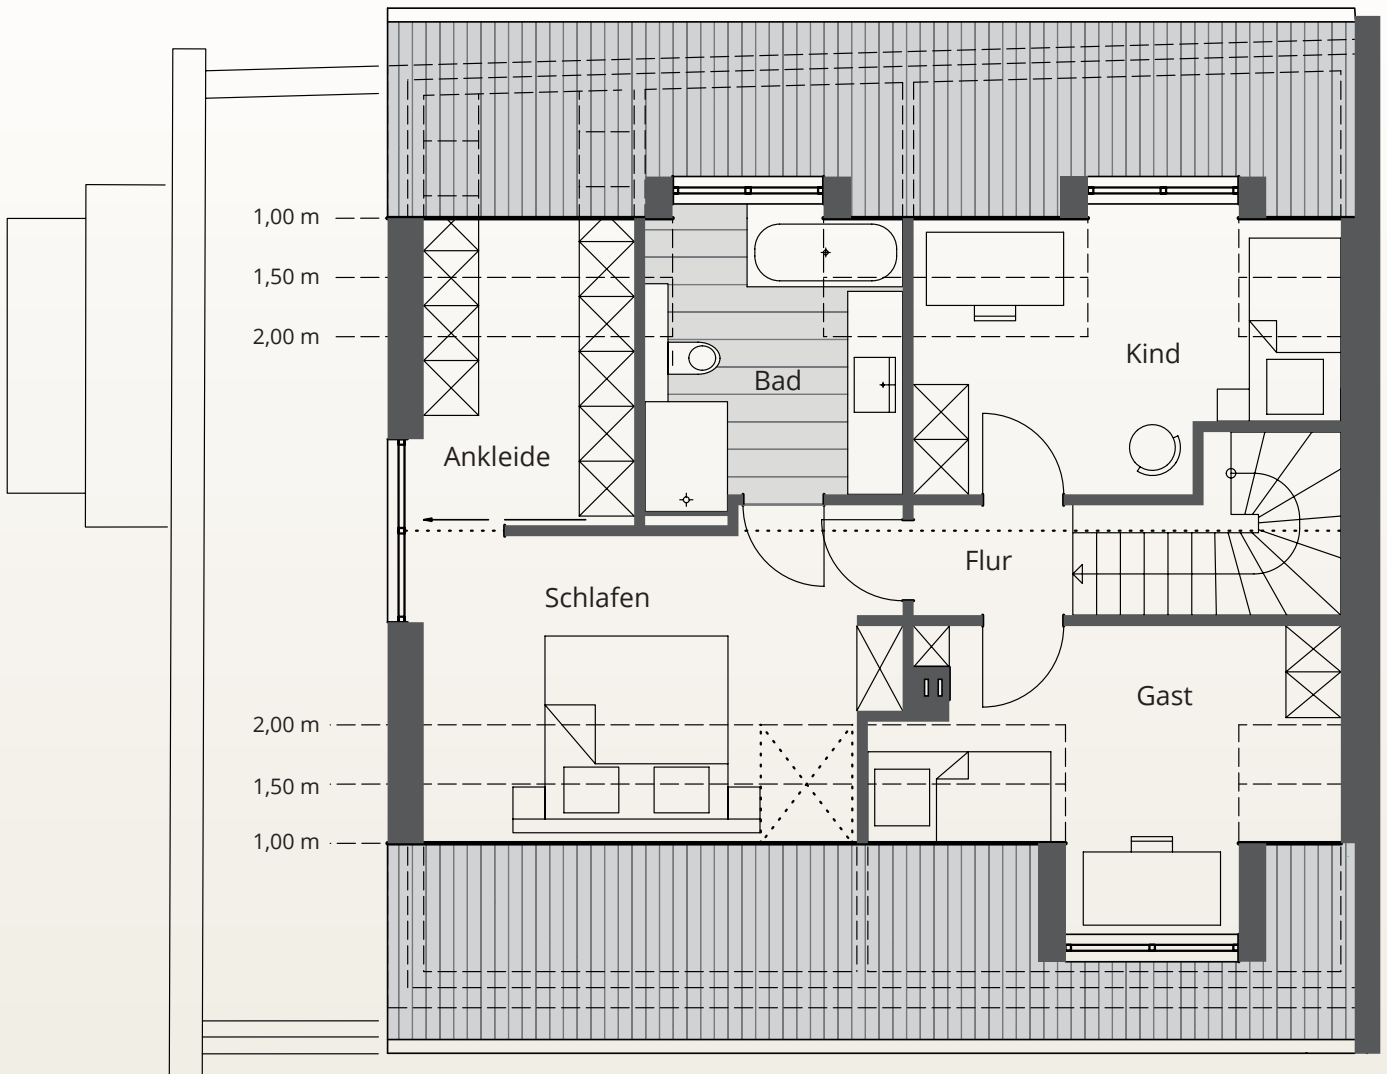 1,00 m
1,50 m
2,00 m
Kind
Bad
Ankleide
Flur
Schlafen
Gast
2,00 m
1,50 m
1,00 m